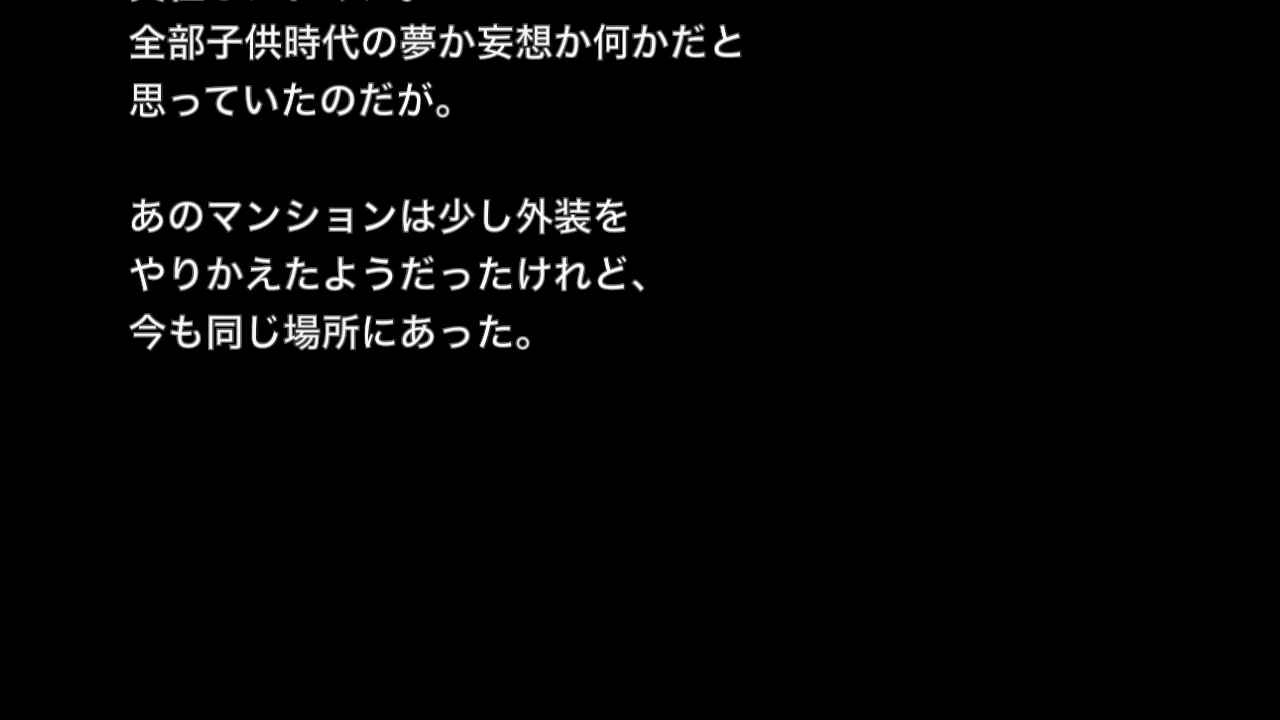 全部子供時代の夢か妄想か何かだと
思っていたのだが。
あのマンションは少し外装を
やりかえたようだったけれど、
今も同じ場所にあった。